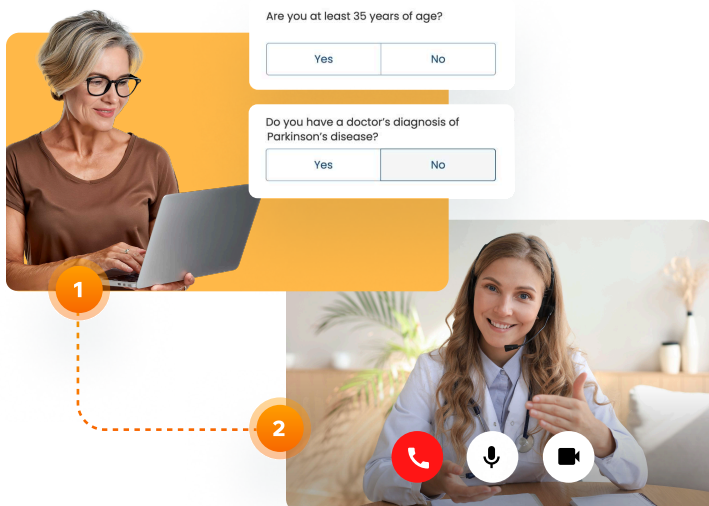 Are you at least 35 years of age?
Yes No
Do you have a doctor's diagnosis of
Parkinson's disease?
Yes No
1
2